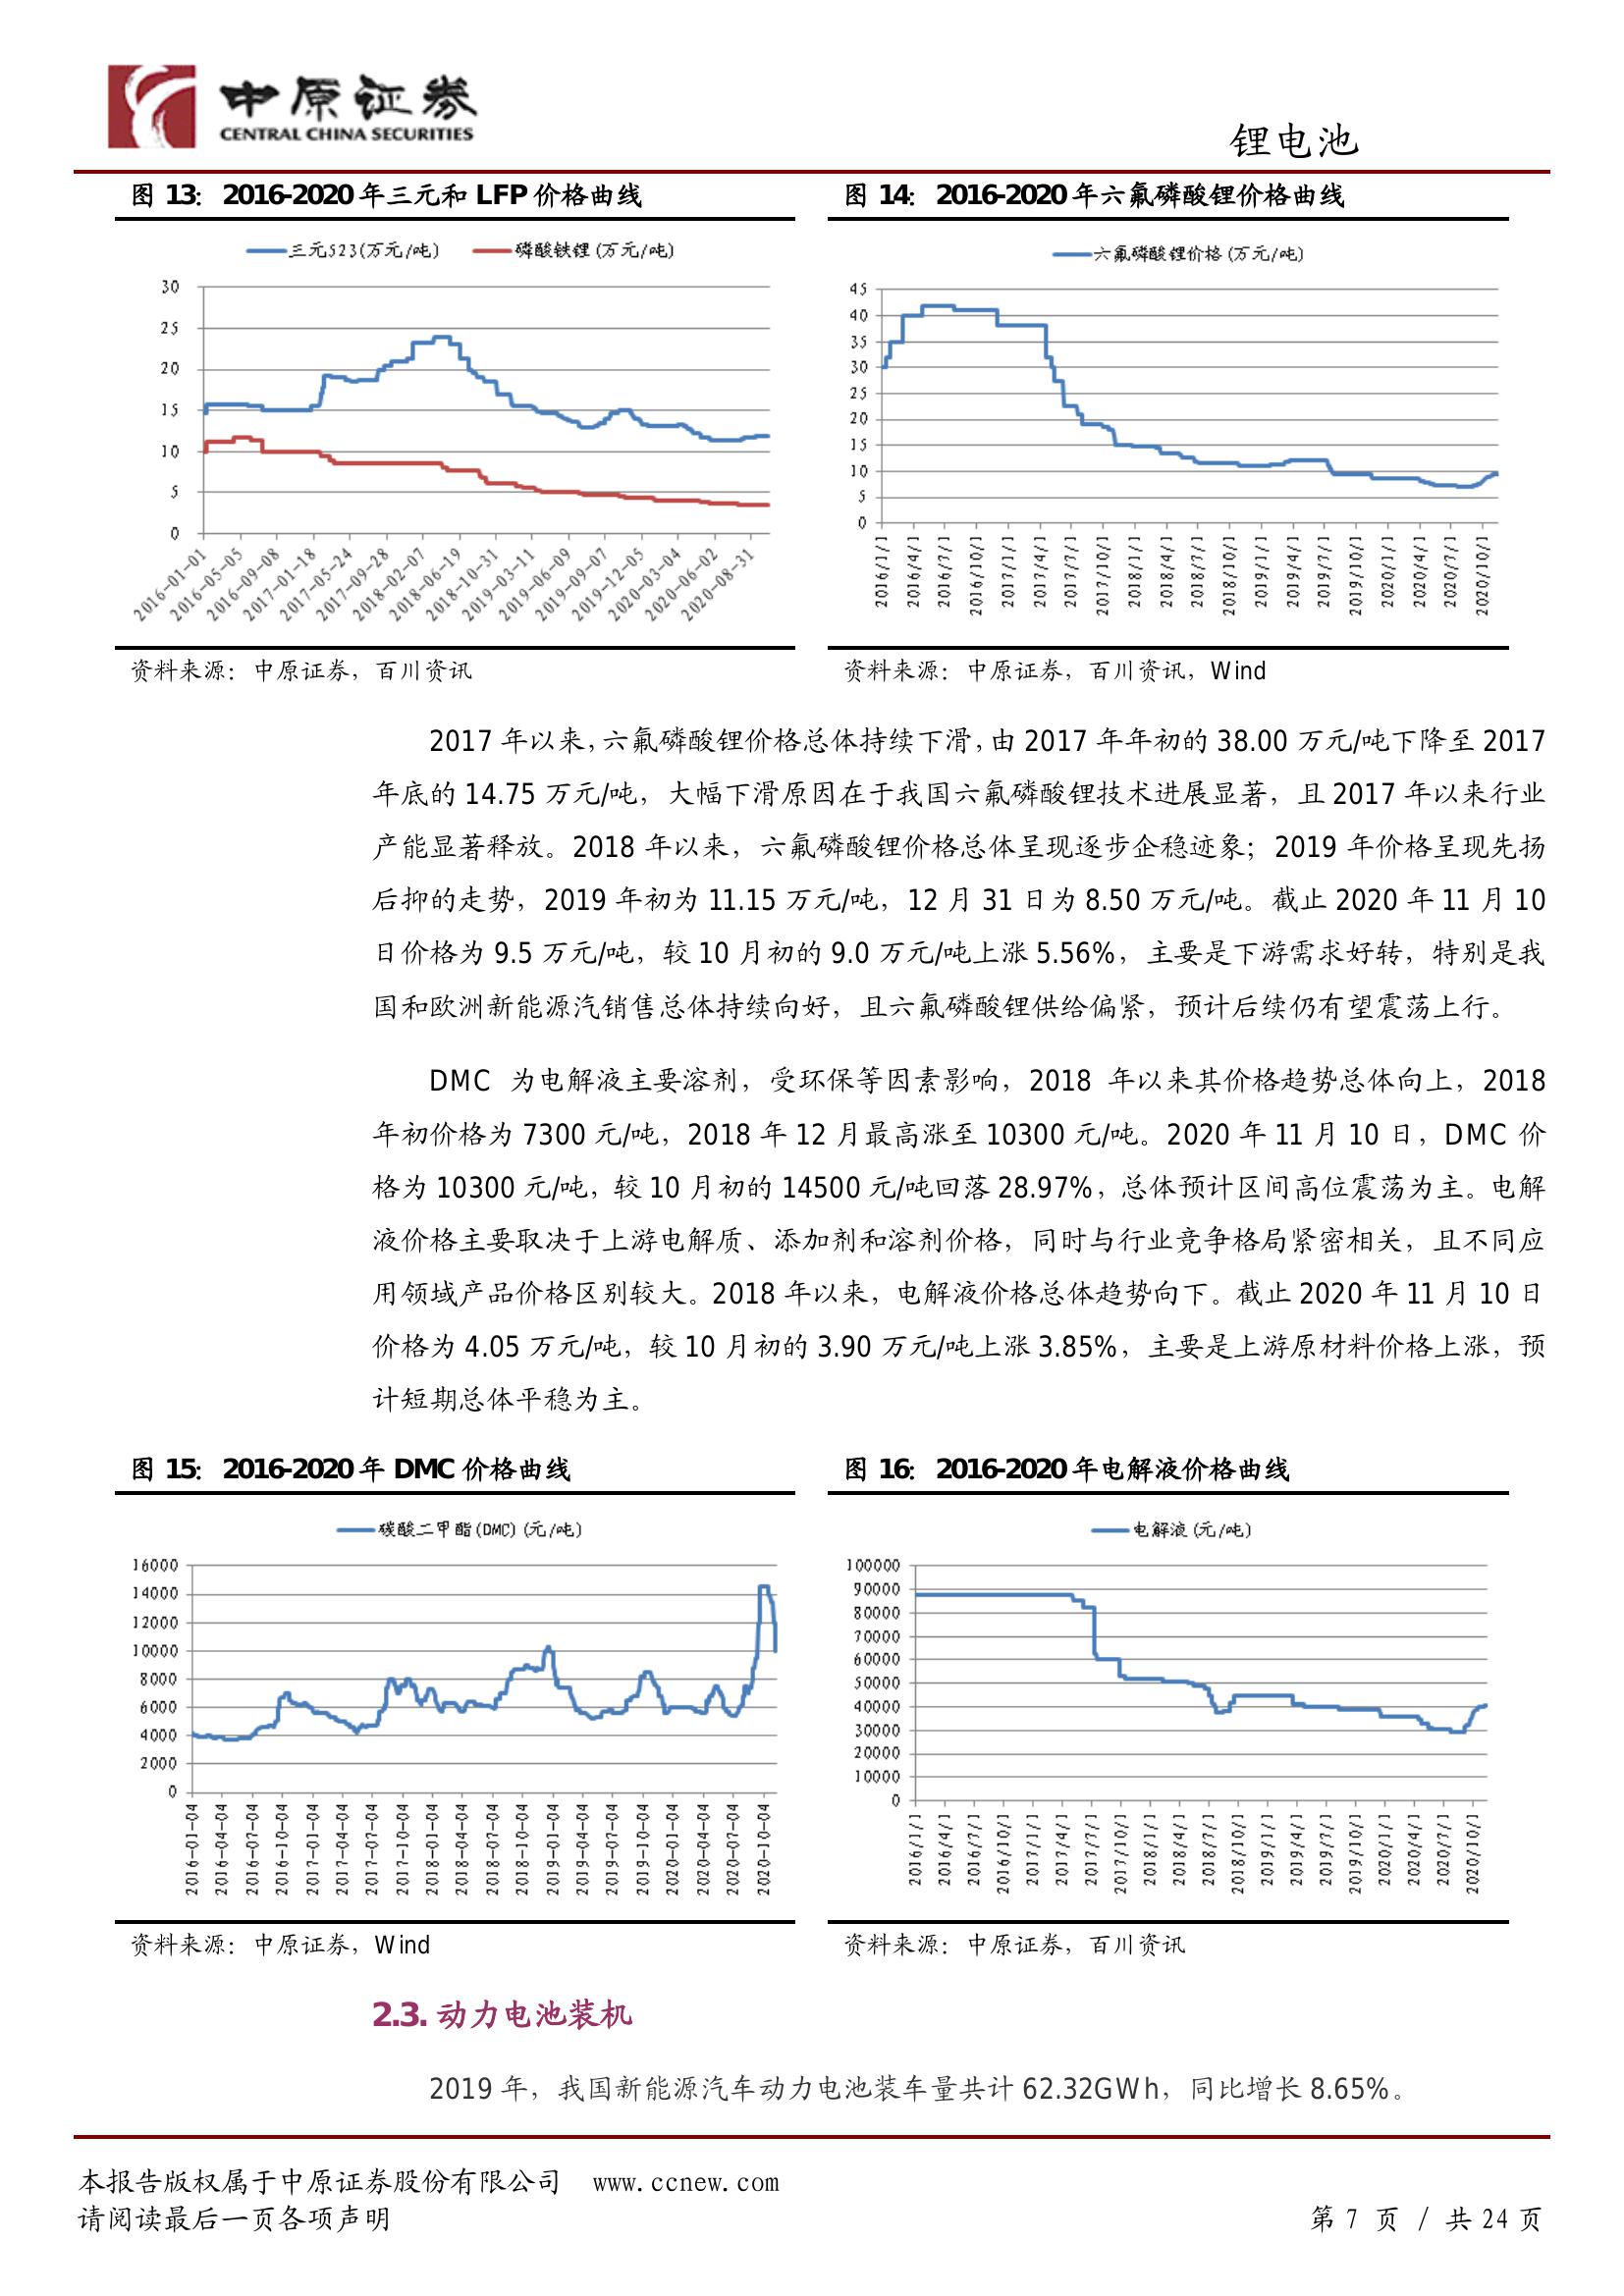 中原证券
CENTRAL CHINA SECURITIES
锂电池
图 13: 2016-2020 年三元和 LFP 价格曲线
三元523(万元/吨) 磷酸铁锂(万元/吨)
30
25
20
15
10
5
0
2016-01-01 2016-05-05 2016-09-08 2017-01-18 2017-05-24 2017-09-28 2018-02-07 2018-06-19 2018-10-31 2019-03-11 2019-06-09 2019-09-07 2019-12-05 2020-03-04 2020-06-02 2020-08-31
资料来源：中原证券，百川资讯
图 14: 2016-2020 年六氟磷酸锂价格曲线
六氟磷酸锂价格(万元/吨)
45
40
35
30
25
20
15
10
5
0
2016/1/1 2016/4/1 2016/7/1 2016/10/1 2017/1/1 2017/4/1 2017/7/1 2017/10/1 2018/1/1 2018/4/1 2018/7/1 2018/10/1 2019/1/1 2019/4/1 2019/7/1 2019/10/1 2020/1/1 2020/4/1 2020/7/1 2020/10/1
资料来源：中原证券，百川资讯，Wind
2017 年以来，六氟磷酸锂价格总体持续下滑，由 2017 年年初的 38.00 万元/吨下降至 2017
年底的 14.75 万元/吨，大幅下滑原因在于我国六氟磷酸锂技术进展显著，且 2017 年以来行业
产能显著释放。2018 年以来，六氟磷酸锂价格总体呈现逐步企稳迹象；2019 年价格呈现先扬
后抑的走势，2019 年初为 11.15 万元/吨，12 月 31 日为 8.50 万元/吨。截止 2020 年 11 月 10
日价格为 9.5 万元/吨，较 10 月初的 9.0 万元/吨上涨 5.56%，主要是下游需求好转，特别是我
国和欧洲新能源汽销售总体持续向好，且六氟磷酸锂供给偏紧，预计后续仍有望震荡上行。
DMC 为电解液主要溶剂，受环保等因素影响，2018 年以来其价格趋势总体向上，2018
年初价格为 7300 元/吨，2018 年 12 月最高涨至 10300 元/吨。2020 年 11 月 10 日，DMC 价
格为 10300 元/吨，较 10 月初的 14500 元/吨回落 28.97%，总体预计区间高位震荡为主。电解
液价格主要取决于上游电解质、添加剂和溶剂价格，同时与行业竞争格局紧密相关，且不同应
用领域产品价格区别较大。2018 年以来，电解液价格总体趋势向下。截止 2020 年 11 月 10 日
价格为 4.05 万元/吨，较 10 月初的 3.90 万元/吨上涨 3.85%，主要是上游原材料价格上涨，预
计短期总体平稳为主。
图 15: 2016-2020 年 DMC 价格曲线
碳酸二甲酯(DMC)(元/吨)
16000
14000
12000
10000
8000
6000
4000
2000
0
2016-01-04 2016-04-04 2016-07-04 2016-10-04 2017-01-04 2017-04-04 2017-07-04 2017-10-04 2018-01-04 2018-04-04 2018-07-04 2018-10-04 2019-01-04 2019-04-04 2019-07-04 2019-10-04 2020-01-04 2020-04-04 2020-07-04 2020-10-04
资料来源：中原证券，Wind
图 16: 2016-2020 年电解液价格曲线
电解液(元/吨)
100000
90000
80000
70000
60000
50000
40000
30000
20000
10000
0
2016/1/1 2016/4/1 2016/7/1 2016/10/1 2017/1/1 2017/4/1 2017/7/1 2017/10/1 2018/1/1 2018/4/1 2018/7/1 2018/10/1 2019/1/1 2019/4/1 2019/7/1 2019/10/1 2020/1/1 2020/4/1 2020/7/1 2020/10/1
资料来源：中原证券，百川资讯
2.3. 动力电池装机
2019 年，我国新能源汽车动力电池装车量共计 62.32GWh，同比增长 8.65%。
本报告版权属于中原证券股份有限公司 www.ccnew.com
请阅读最后一页各项声明
第 7 页 / 共 24 页